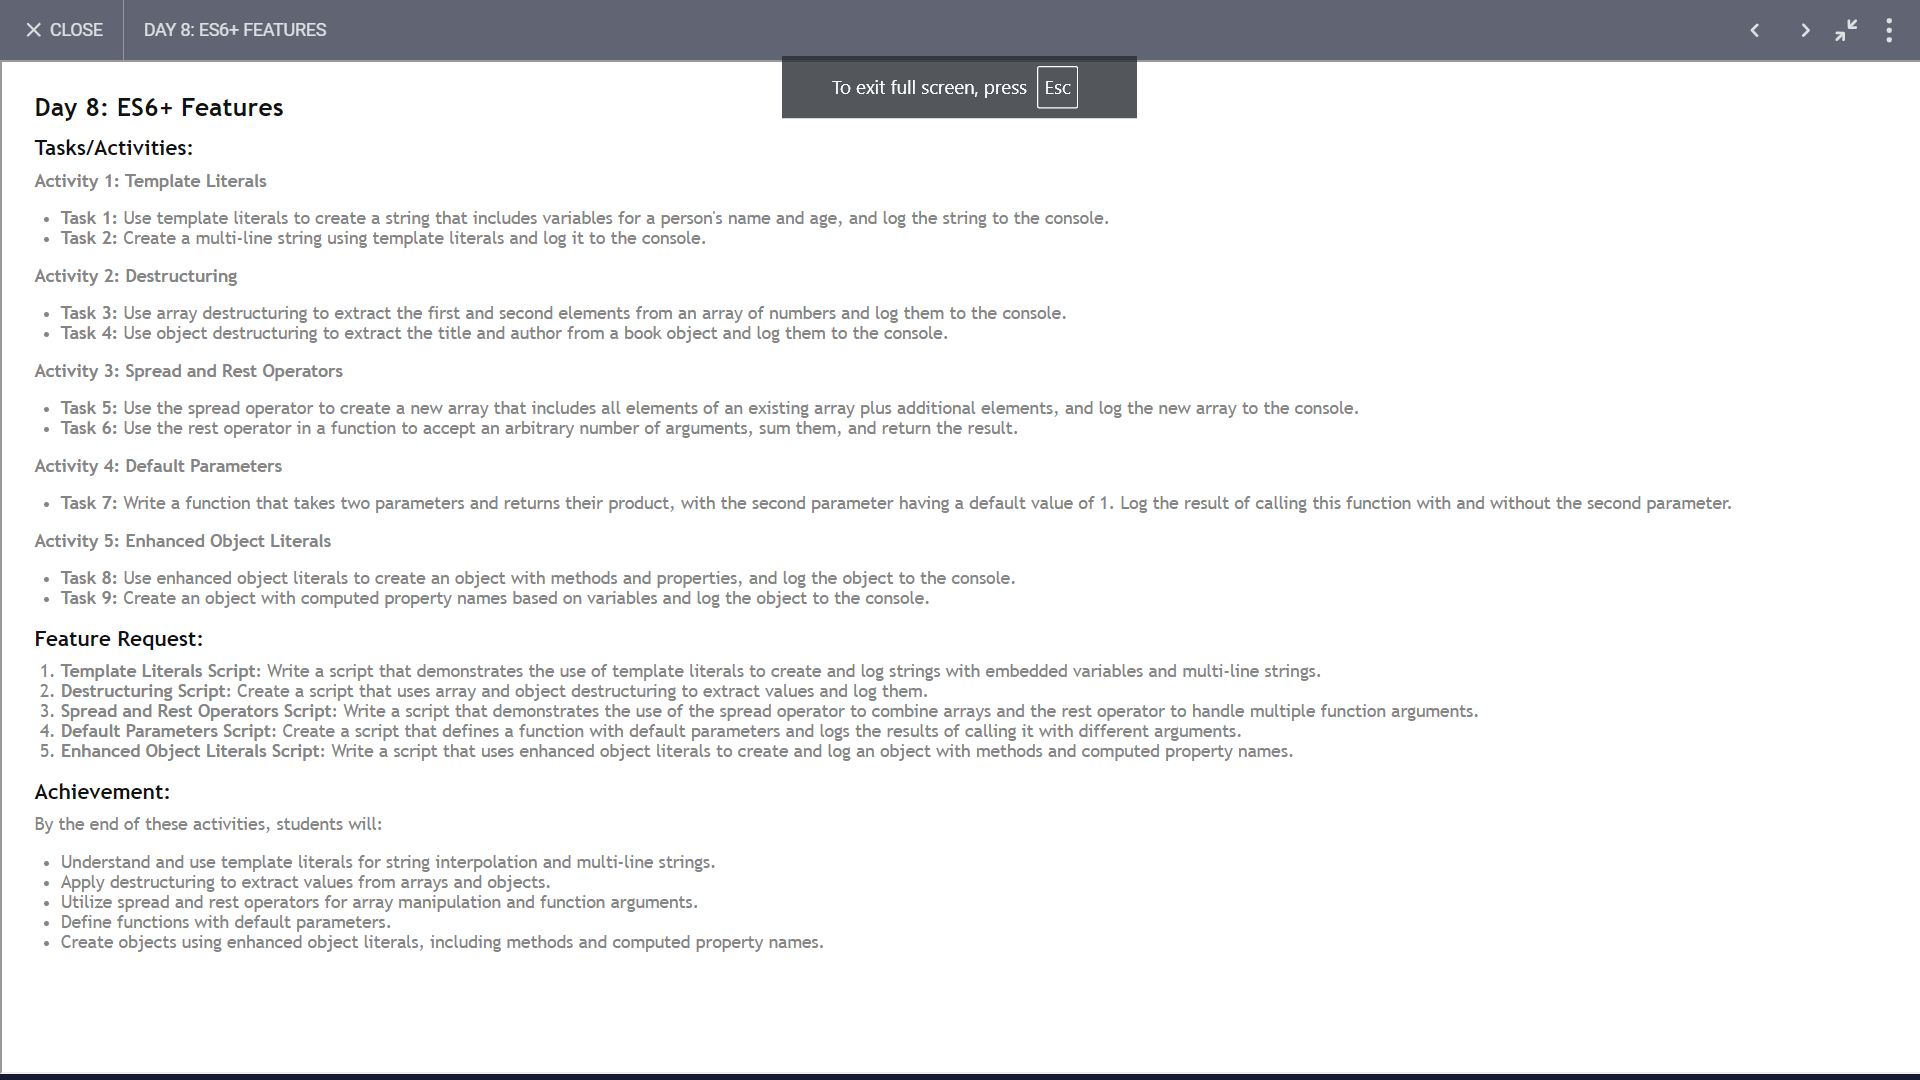 CLOSE
DAY 8: ES6+ FEATURES
To exit full screen, press Esc
Day 8: ES6+ Features
Tasks/Activities:
Activity 1: Template Literals
• Task 1: Use template literals to create a string that includes variables for a person's name and age, and log the string to the console.
• Task 2: Create a multi-line string using template literals and log it to the console.
Activity 2: Destructuring
• Task 3: Use array destructuring to extract the first and second elements from an array of numbers and log them to the console.
• Task 4: Use object destructuring to extract the title and author from a book object and log them to the console.
Activity 3: Spread and Rest Operators
• Task 5: Use the spread operator to create a new array that includes all elements of an existing array plus additional elements, and log the new array to the console.
• Task 6: Use the rest operator in a function to accept an arbitrary number of arguments, sum them, and return the result.
Activity 4: Default Parameters
• Task 7: Write a function that takes two parameters and returns their product, with the second parameter having a default value of 1. Log the result of calling this function with and without the second parameter.
Activity 5: Enhanced Object Literals
• Task 8: Use enhanced object literals to create an object with methods and properties, and log the object to the console.
• Task 9: Create an object with computed property names based on variables and log the object to the console.
Feature Request:
1. Template Literals Script: Write a script that demonstrates the use of template literals to create and log strings with embedded variables and multi-line strings.
2. Destructuring Script: Create a script that uses array and object destructuring to extract values and log them.
3. Spread and Rest Operators Script: Write a script that demonstrates the use of the spread operator to combine arrays and the rest operator to handle multiple function arguments.
4. Default Parameters Script: Create a script that defines a function with default parameters and logs the results of calling it with different arguments.
5. Enhanced Object Literals Script: Write a script that uses enhanced object literals to create and log an object with methods and computed property names.
Achievement:
By the end of these activities, students will:
• Understand and use template literals for string interpolation and multi-line strings.
• Apply destructuring to extract values from arrays and objects.
• Utilize spread and rest operators for array manipulation and function arguments.
• Define functions with default parameters.
• Create objects using enhanced object literals, including methods and computed property names.